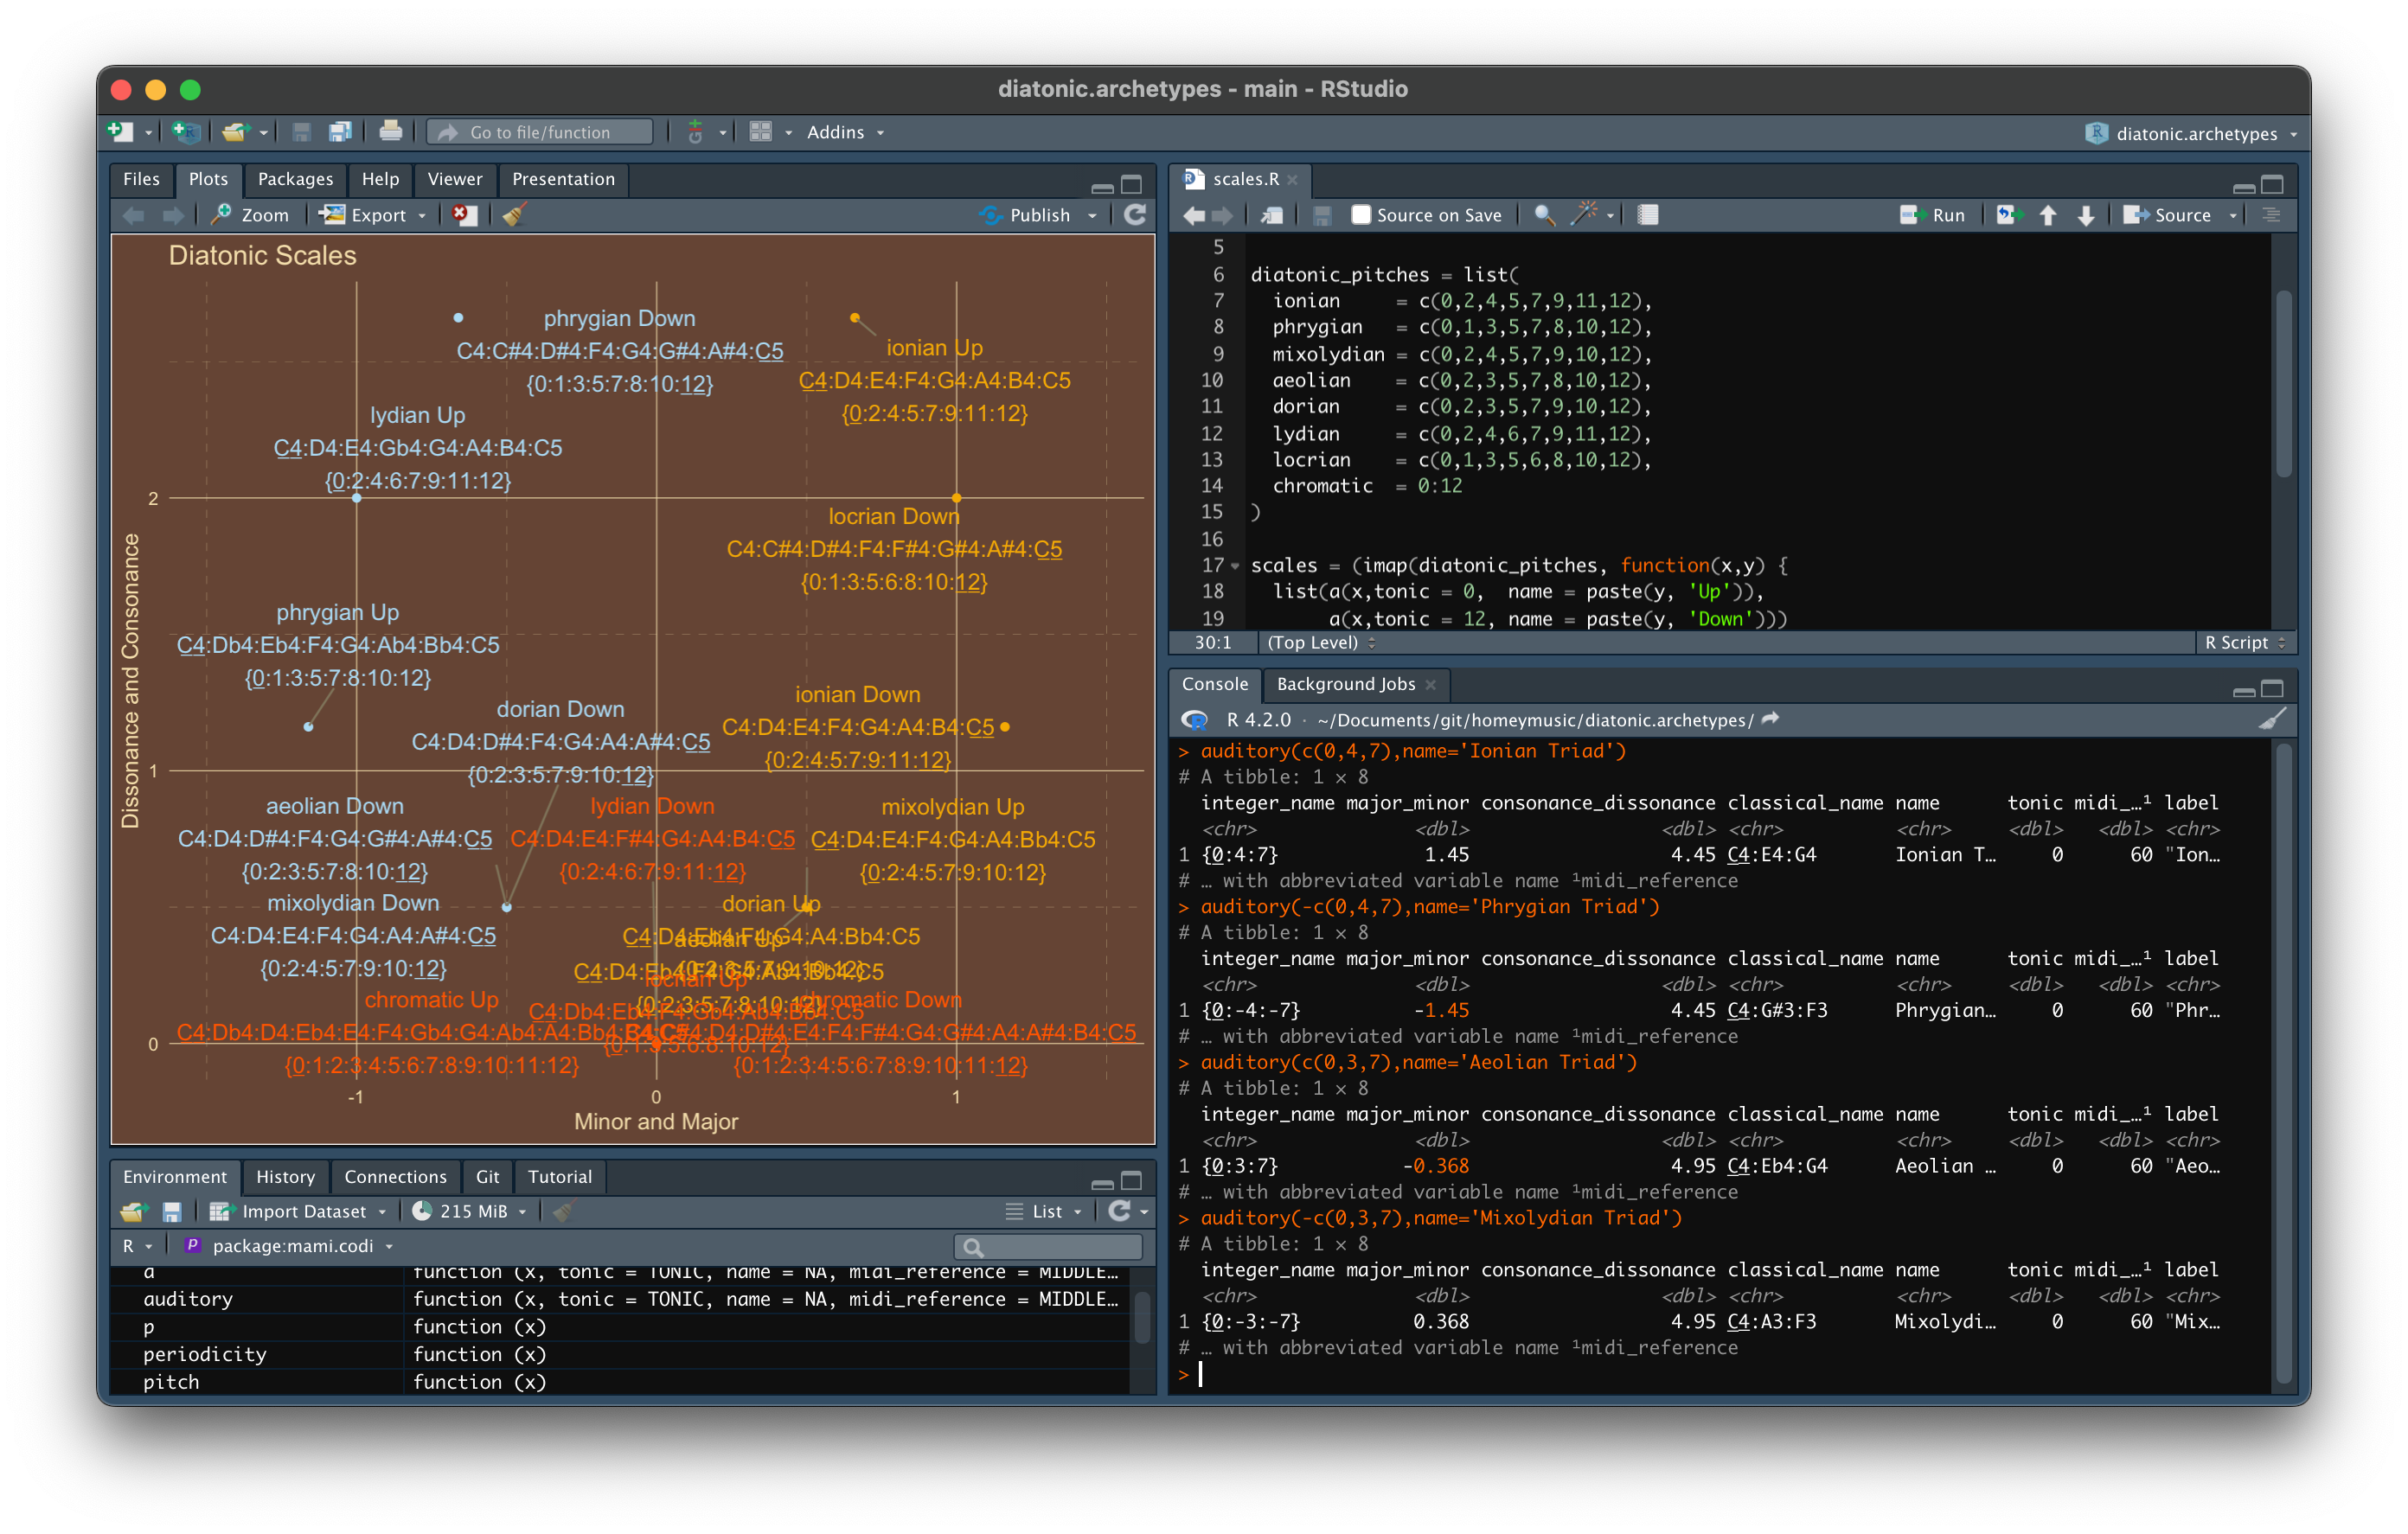 diatonic.archetypes - main - RStudio
Go to file/function
Addins
diatonic.archetypes
Files Plots Packages Help Viewer Presentation
Zoom Export Publish
Diatonic Scales
phrygian Down
C4:C#4:D#4:F4:G4:G#4:A#4:C5
{0:1:3:5:7:8:10:12}
ionian Up
C4:D4:E4:F4:G4:A4:B4:C5
{0:2:4:5:7:9:11:12}
lydian Up
C4:D4:E4:Gb4:G4:A4:B4:C5
{0:2:4:6:7:9:11:12}
locrian Down
C4:C#4:D#4:F4:F#4:G#4:A#4:C5
{0:1:3:5:6:8:10:12}
phrygian Up
C4:Db4:Eb4:F4:G4:Ab4:Bb4:C5
{0:1:3:5:7:8:10:12}
ionian Down
C4:D4:E4:F4:G4:A4:B4:C5
{0:2:4:5:7:9:11:12}
dorian Down
C4:D4:D#4:F4:G4:A4:A#4:C5
{0:2:3:5:7:9:10:12}
aeolian Down
C4:D4:D#4:F4:G4:G#4:A#4:C5
{0:2:3:5:7:8:10:12}
lydian Down
C4:D4:E4:F#4:G4:A4:B4:C5
{0:2:4:6:7:9:11:12}
mixolydian Up
C4:D4:E4:F4:G4:A4:Bb4:C5
{0:2:4:5:7:9:10:12}
mixolydian Down
C4:D4:E4:F4:G4:A4:A#4:C5
{0:2:4:5:7:9:10:12}
dorian Up
C4:D4:Eb4:F4:G4:A4:Bb4:C5
aeolian Up
C4:D4:Eb4:F4:G4:Ab4:Bb4:C5
{0:2:3:5:7:8:10:12}
locrian Up
C4:Db4:Eb4:F4:Gb4:Ab4:Bb4:C5
{0:1:3:5:6:8:10:12}
chromatic Up
C4:Db4:D4:Eb4:E4:F4:Gb4:G4:Ab4:A4:Bb4:
{0:1:2:3:4:5:6:7:8:9:10:11:12}
chromatic Down
D4:D#4:E4:F4:F#4:G4:G#4:A4:A#4:B4:C5
{0:1:2:3:4:5:6:7:8:9:10:11:12}
2
1
0
-1 0 1
Dissonance and Consonance
Minor and Major
Environment History Connections Git Tutorial
Import Dataset 215 MiB List
R package:mami.codi
a function (x, tonic = TONIC, name = NA, midi_reference = MIDDLE…
auditory function (x, tonic = TONIC, name = NA, midi_reference = MIDDLE…
p function (x)
periodicity function (x)
pitch function (x)
scales.R
Source on Save Run Source
5
6 diatonic_pitches = list(
7 ionian = c(0,2,4,5,7,9,11,12),
8 phrygian = c(0,1,3,5,7,8,10,12),
9 mixolydian = c(0,2,4,5,7,9,10,12),
10 aeolian = c(0,2,3,5,7,8,10,12),
11 dorian = c(0,2,3,5,7,9,10,12),
12 lydian = c(0,2,4,6,7,9,11,12),
13 locrian = c(0,1,3,5,6,8,10,12),
14 chromatic = 0:12
15 )
16
17 scales = (imap(diatonic_pitches, function(x,y) {
18 list(a(x,tonic = 0, name = paste(y, 'Up')),
19 a(x,tonic = 12, name = paste(y, 'Down')))
30:1 (Top Level) R Script
Console Background Jobs
R 4.2.0 · ~/Documents/git/homeymusic/diatonic.archetypes/
> auditory(c(0,4,7),name='Ionian Triad')
# A tibble: 1 × 8
integer_name major_minor consonance_dissonance classical_name name tonic midi_…¹ label
<chr> <dbl> <dbl> <chr> <chr> <dbl> <dbl> <chr>
1 {0:4:7} 1.45 4.45 C4:E4:G4 Ionian T… 0 60 "Ion…
# … with abbreviated variable name ¹midi_reference
> auditory(-c(0,4,7),name='Phrygian Triad')
# A tibble: 1 × 8
integer_name major_minor consonance_dissonance classical_name name tonic midi_…¹ label
<chr> <dbl> <dbl> <chr> <chr> <dbl> <dbl> <chr>
1 {0:-4:-7} -1.45 4.45 C4:G#3:F3 Phrygian… 0 60 "Phr…
# … with abbreviated variable name ¹midi_reference
> auditory(c(0,3,7),name='Aeolian Triad')
# A tibble: 1 × 8
integer_name major_minor consonance_dissonance classical_name name tonic midi_…¹ label
<chr> <dbl> <dbl> <chr> <chr> <dbl> <dbl> <chr>
1 {0:3:7} -0.368 4.95 C4:Eb4:G4 Aeolian … 0 60 "Aeo…
# … with abbreviated variable name ¹midi_reference
> auditory(-c(0,3,7),name='Mixolydian Triad')
# A tibble: 1 × 8
integer_name major_minor consonance_dissonance classical_name name tonic midi_…¹ label
<chr> <dbl> <dbl> <chr> <chr> <dbl> <dbl> <chr>
1 {0:-3:-7} 0.368 4.95 C4:A3:F3 Mixolydi… 0 60 "Mix…
# … with abbreviated variable name ¹midi_reference
>